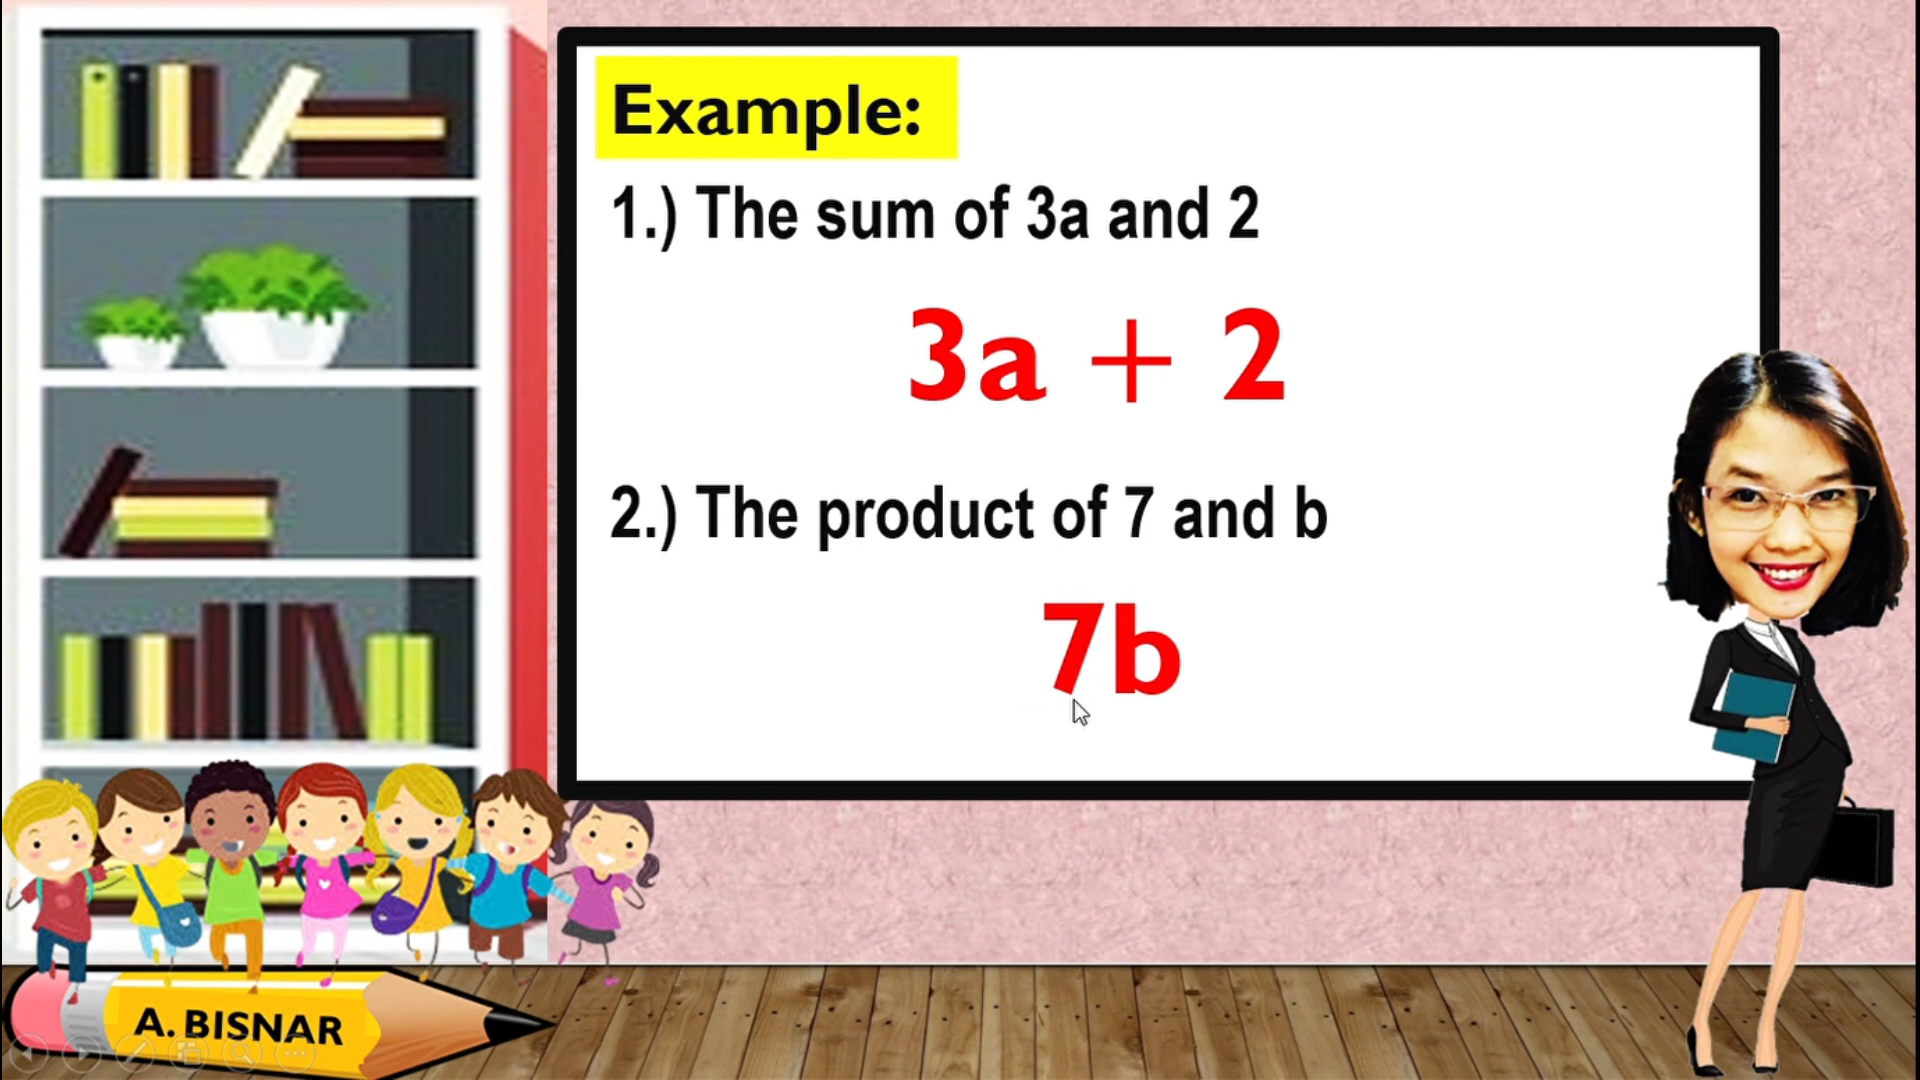 Example:
1.) The sum of 3a and 2
3a + 2
2.) The product of 7 and b
7b
A. BISNAR